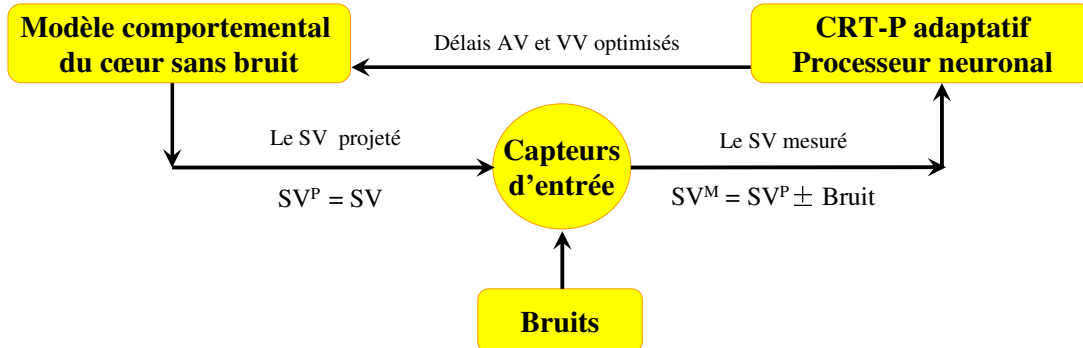 Modèle comportemental
du cœur sans bruit
Délais AV et VV optimisés
CRT-P adaptatif
Processeur neuronal
Le SV projeté
SVᴾ = SV
Capteurs
d'entrée
Le SV mesuré
SVᴹ = SVᴾ ± Bruit
Bruits